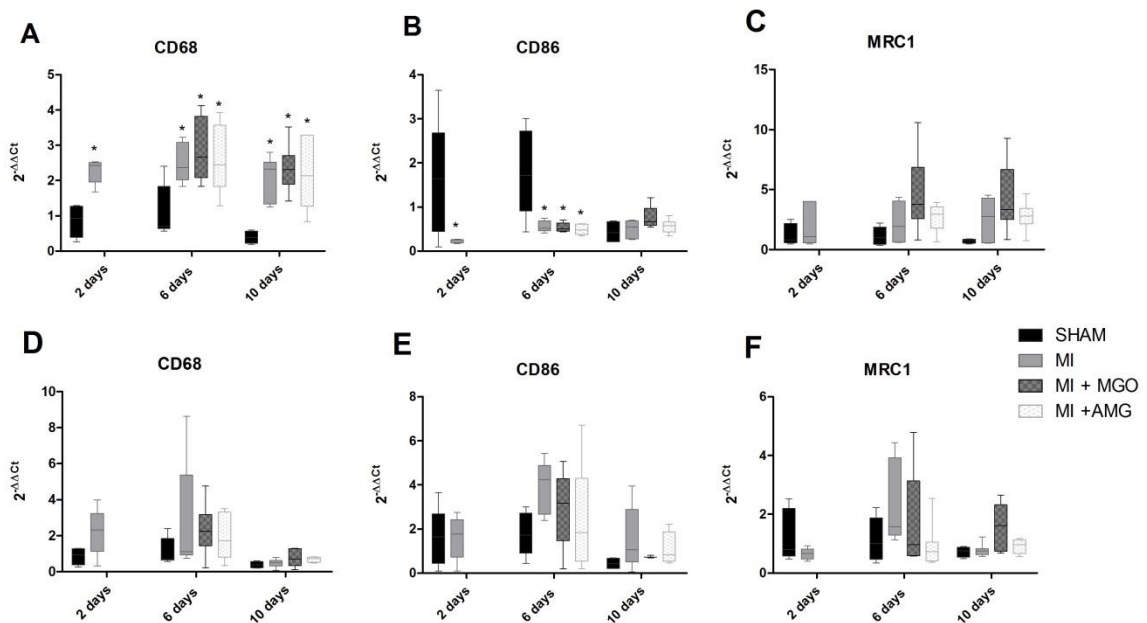 A
CD68
2-ΔΔCt
5
4
3
2
1
0
* * * * * * *
2 days
6 days
10 days
B
CD86
2-ΔΔCt
4
3
2
1
0
* * * *
2 days
6 days
10 days
C
MRC1
2-ΔΔCt
15
10
5
0
2 days
6 days
10 days
D
CD68
2-ΔΔCt
10
8
6
4
2
0
2 days
6 days
10 days
E
CD86
2-ΔΔCt
8
6
4
2
0
2 days
6 days
10 days
F
MRC1
2-ΔΔCt
6
4
2
0
2 days
6 days
10 days
SHAM
MI
MI + MGO
MI +AMG